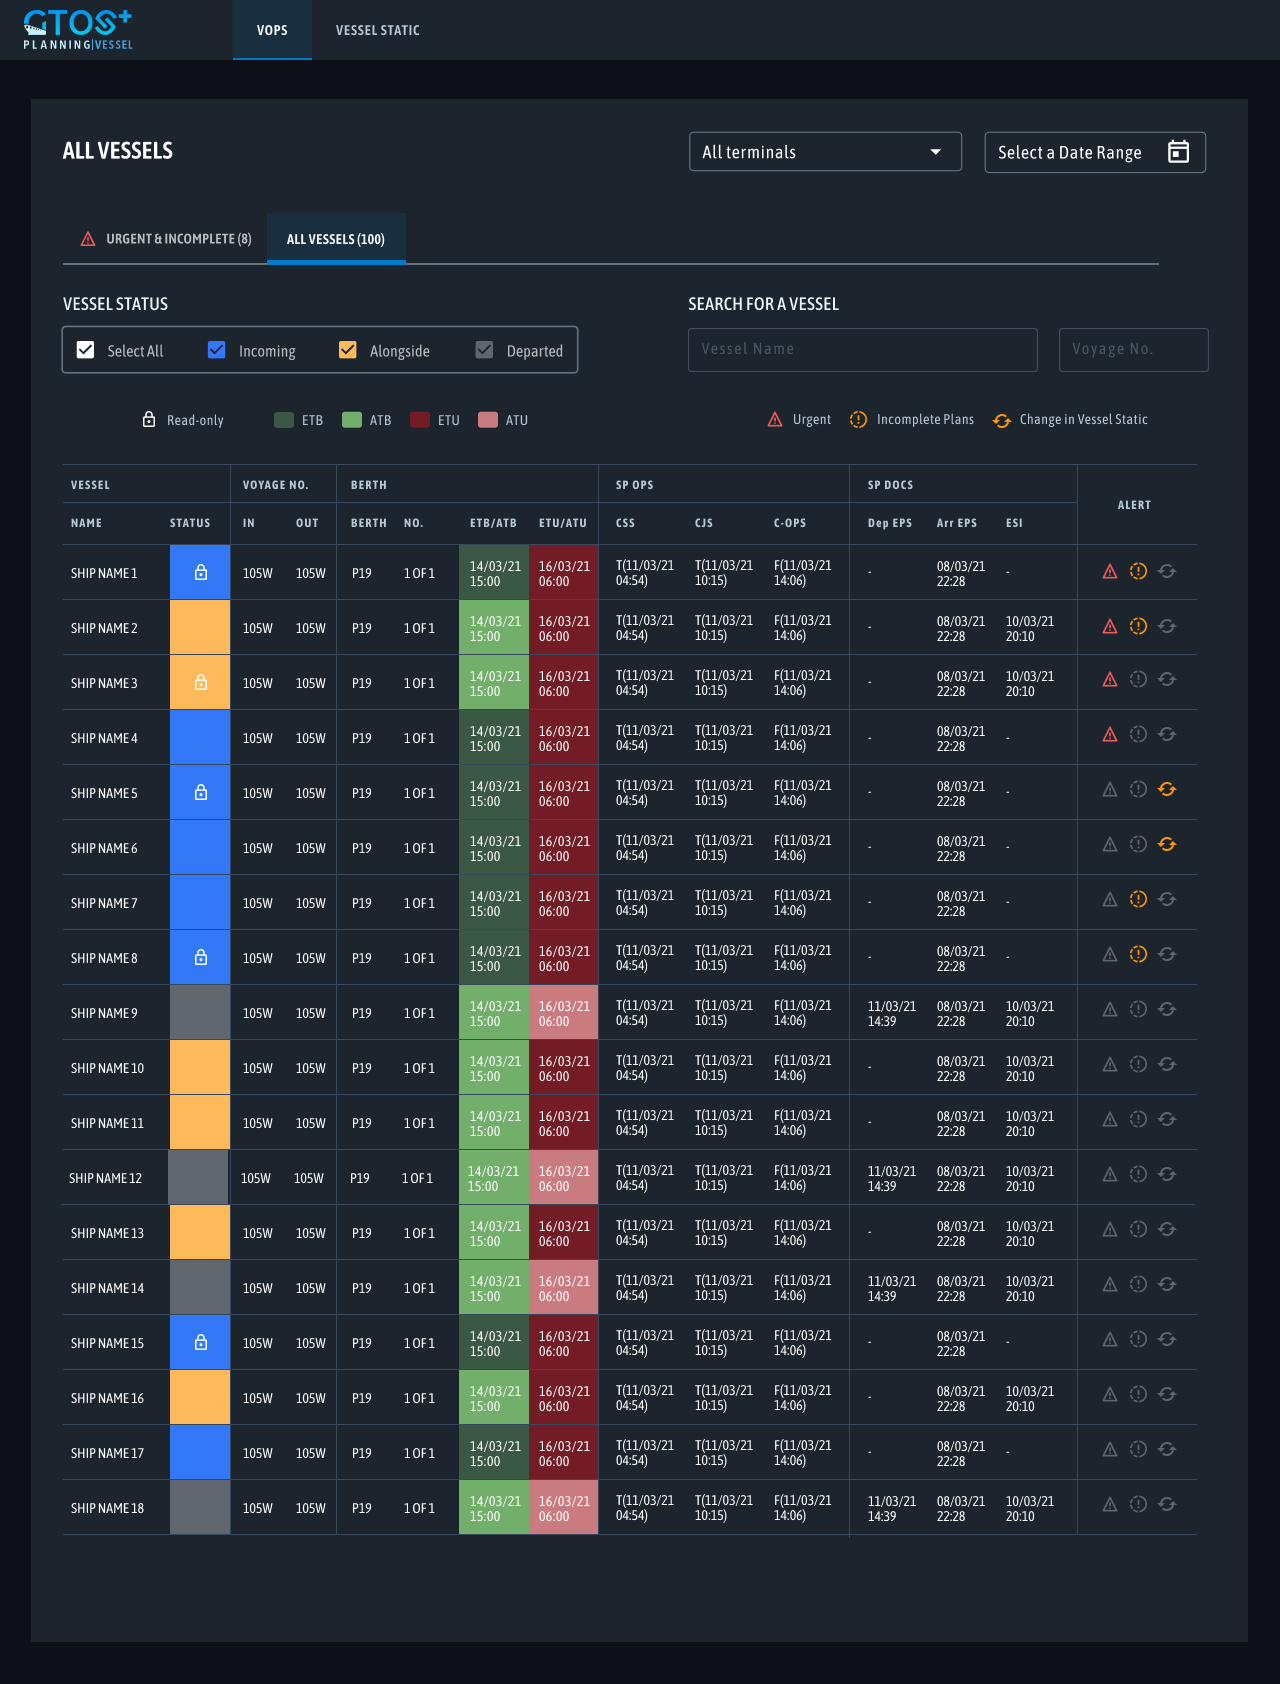 GTOS+
PLANNING|VESSEL
VOPS
VESSEL STATIC
ALL VESSELS
All terminals
Select a Date Range
URGENT & INCOMPLETE (8)
ALL VESSELS (100)
VESSEL STATUS
SEARCH FOR A VESSEL
Select All
Incoming
Alongside
Departed
Vessel Name
Voyage No.
Read-only
ETB
ATB
ETU
ATU
Urgent
Incomplete Plans
Change in Vessel Static
VESSEL VOYAGE NO. BERTH SP OPS SP DOCS ALERT
NAME STATUS IN OUT BERTH NO. ETB/ATB ETU/ATU CSS CJS C-OPS Dep EPS Arr EPS ESI
SHIP NAME 1 105W 105W P19 1 OF 1 14/03/21 16/03/21 T(11/03/21 T(11/03/21 F(11/03/21 - 08/03/21 -
15:00 06:00 04:54) 10:15) 14:06) 22:28
SHIP NAME 2 105W 105W P19 1 OF 1 14/03/21 16/03/21 T(11/03/21 T(11/03/21 F(11/03/21 - 08/03/21 10/03/21
15:00 06:00 04:54) 10:15) 14:06) 22:28 20:10
SHIP NAME 3 105W 105W P19 1 OF 1 14/03/21 16/03/21 T(11/03/21 T(11/03/21 F(11/03/21 - 08/03/21 10/03/21
15:00 06:00 04:54) 10:15) 14:06) 22:28 20:10
SHIP NAME 4 105W 105W P19 1 OF 1 14/03/21 16/03/21 T(11/03/21 T(11/03/21 F(11/03/21 - 08/03/21 -
15:00 06:00 04:54) 10:15) 14:06) 22:28
SHIP NAME 5 105W 105W P19 1 OF 1 14/03/21 16/03/21 T(11/03/21 T(11/03/21 F(11/03/21 - 08/03/21 -
15:00 06:00 04:54) 10:15) 14:06) 22:28
SHIP NAME 6 105W 105W P19 1 OF 1 14/03/21 16/03/21 T(11/03/21 T(11/03/21 F(11/03/21 - 08/03/21 -
15:00 06:00 04:54) 10:15) 14:06) 22:28
SHIP NAME 7 105W 105W P19 1 OF 1 14/03/21 16/03/21 T(11/03/21 T(11/03/21 F(11/03/21 - 08/03/21 -
15:00 06:00 04:54) 10:15) 14:06) 22:28
SHIP NAME 8 105W 105W P19 1 OF 1 14/03/21 16/03/21 T(11/03/21 T(11/03/21 F(11/03/21 - 08/03/21 -
15:00 06:00 04:54) 10:15) 14:06) 22:28
SHIP NAME 9 105W 105W P19 1 OF 1 14/03/21 16/03/21 T(11/03/21 T(11/03/21 F(11/03/21 11/03/21 08/03/21 10/03/21
15:00 06:00 04:54) 10:15) 14:06) 14:39 22:28 20:10
SHIP NAME 10 105W 105W P19 1 OF 1 14/03/21 16/03/21 T(11/03/21 T(11/03/21 F(11/03/21 - 08/03/21 10/03/21
15:00 06:00 04:54) 10:15) 14:06) 22:28 20:10
SHIP NAME 11 105W 105W P19 1 OF 1 14/03/21 16/03/21 T(11/03/21 T(11/03/21 F(11/03/21 - 08/03/21 10/03/21
15:00 06:00 04:54) 10:15) 14:06) 22:28 20:10
SHIP NAME 12 105W 105W P19 1 OF 1 14/03/21 16/03/21 T(11/03/21 T(11/03/21 F(11/03/21 11/03/21 08/03/21 10/03/21
15:00 06:00 04:54) 10:15) 14:06) 14:39 22:28 20:10
SHIP NAME 13 105W 105W P19 1 OF 1 14/03/21 16/03/21 T(11/03/21 T(11/03/21 F(11/03/21 - 08/03/21 10/03/21
15:00 06:00 04:54) 10:15) 14:06) 22:28 20:10
SHIP NAME 14 105W 105W P19 1 OF 1 14/03/21 16/03/21 T(11/03/21 T(11/03/21 F(11/03/21 11/03/21 08/03/21 10/03/21
15:00 06:00 04:54) 10:15) 14:06) 14:39 22:28 20:10
SHIP NAME 15 105W 105W P19 1 OF 1 14/03/21 16/03/21 T(11/03/21 T(11/03/21 F(11/03/21 - 08/03/21 -
15:00 06:00 04:54) 10:15) 14:06) 22:28
SHIP NAME 16 105W 105W P19 1 OF 1 14/03/21 16/03/21 T(11/03/21 T(11/03/21 F(11/03/21 - 08/03/21 10/03/21
15:00 06:00 04:54) 10:15) 14:06) 22:28 20:10
SHIP NAME 17 105W 105W P19 1 OF 1 14/03/21 16/03/21 T(11/03/21 T(11/03/21 F(11/03/21 - 08/03/21 -
15:00 06:00 04:54) 10:15) 14:06) 22:28
SHIP NAME 18 105W 105W P19 1 OF 1 14/03/21 16/03/21 T(11/03/21 T(11/03/21 F(11/03/21 11/03/21 08/03/21 10/03/21
15:00 06:00 04:54) 10:15) 14:06) 14:39 22:28 20:10